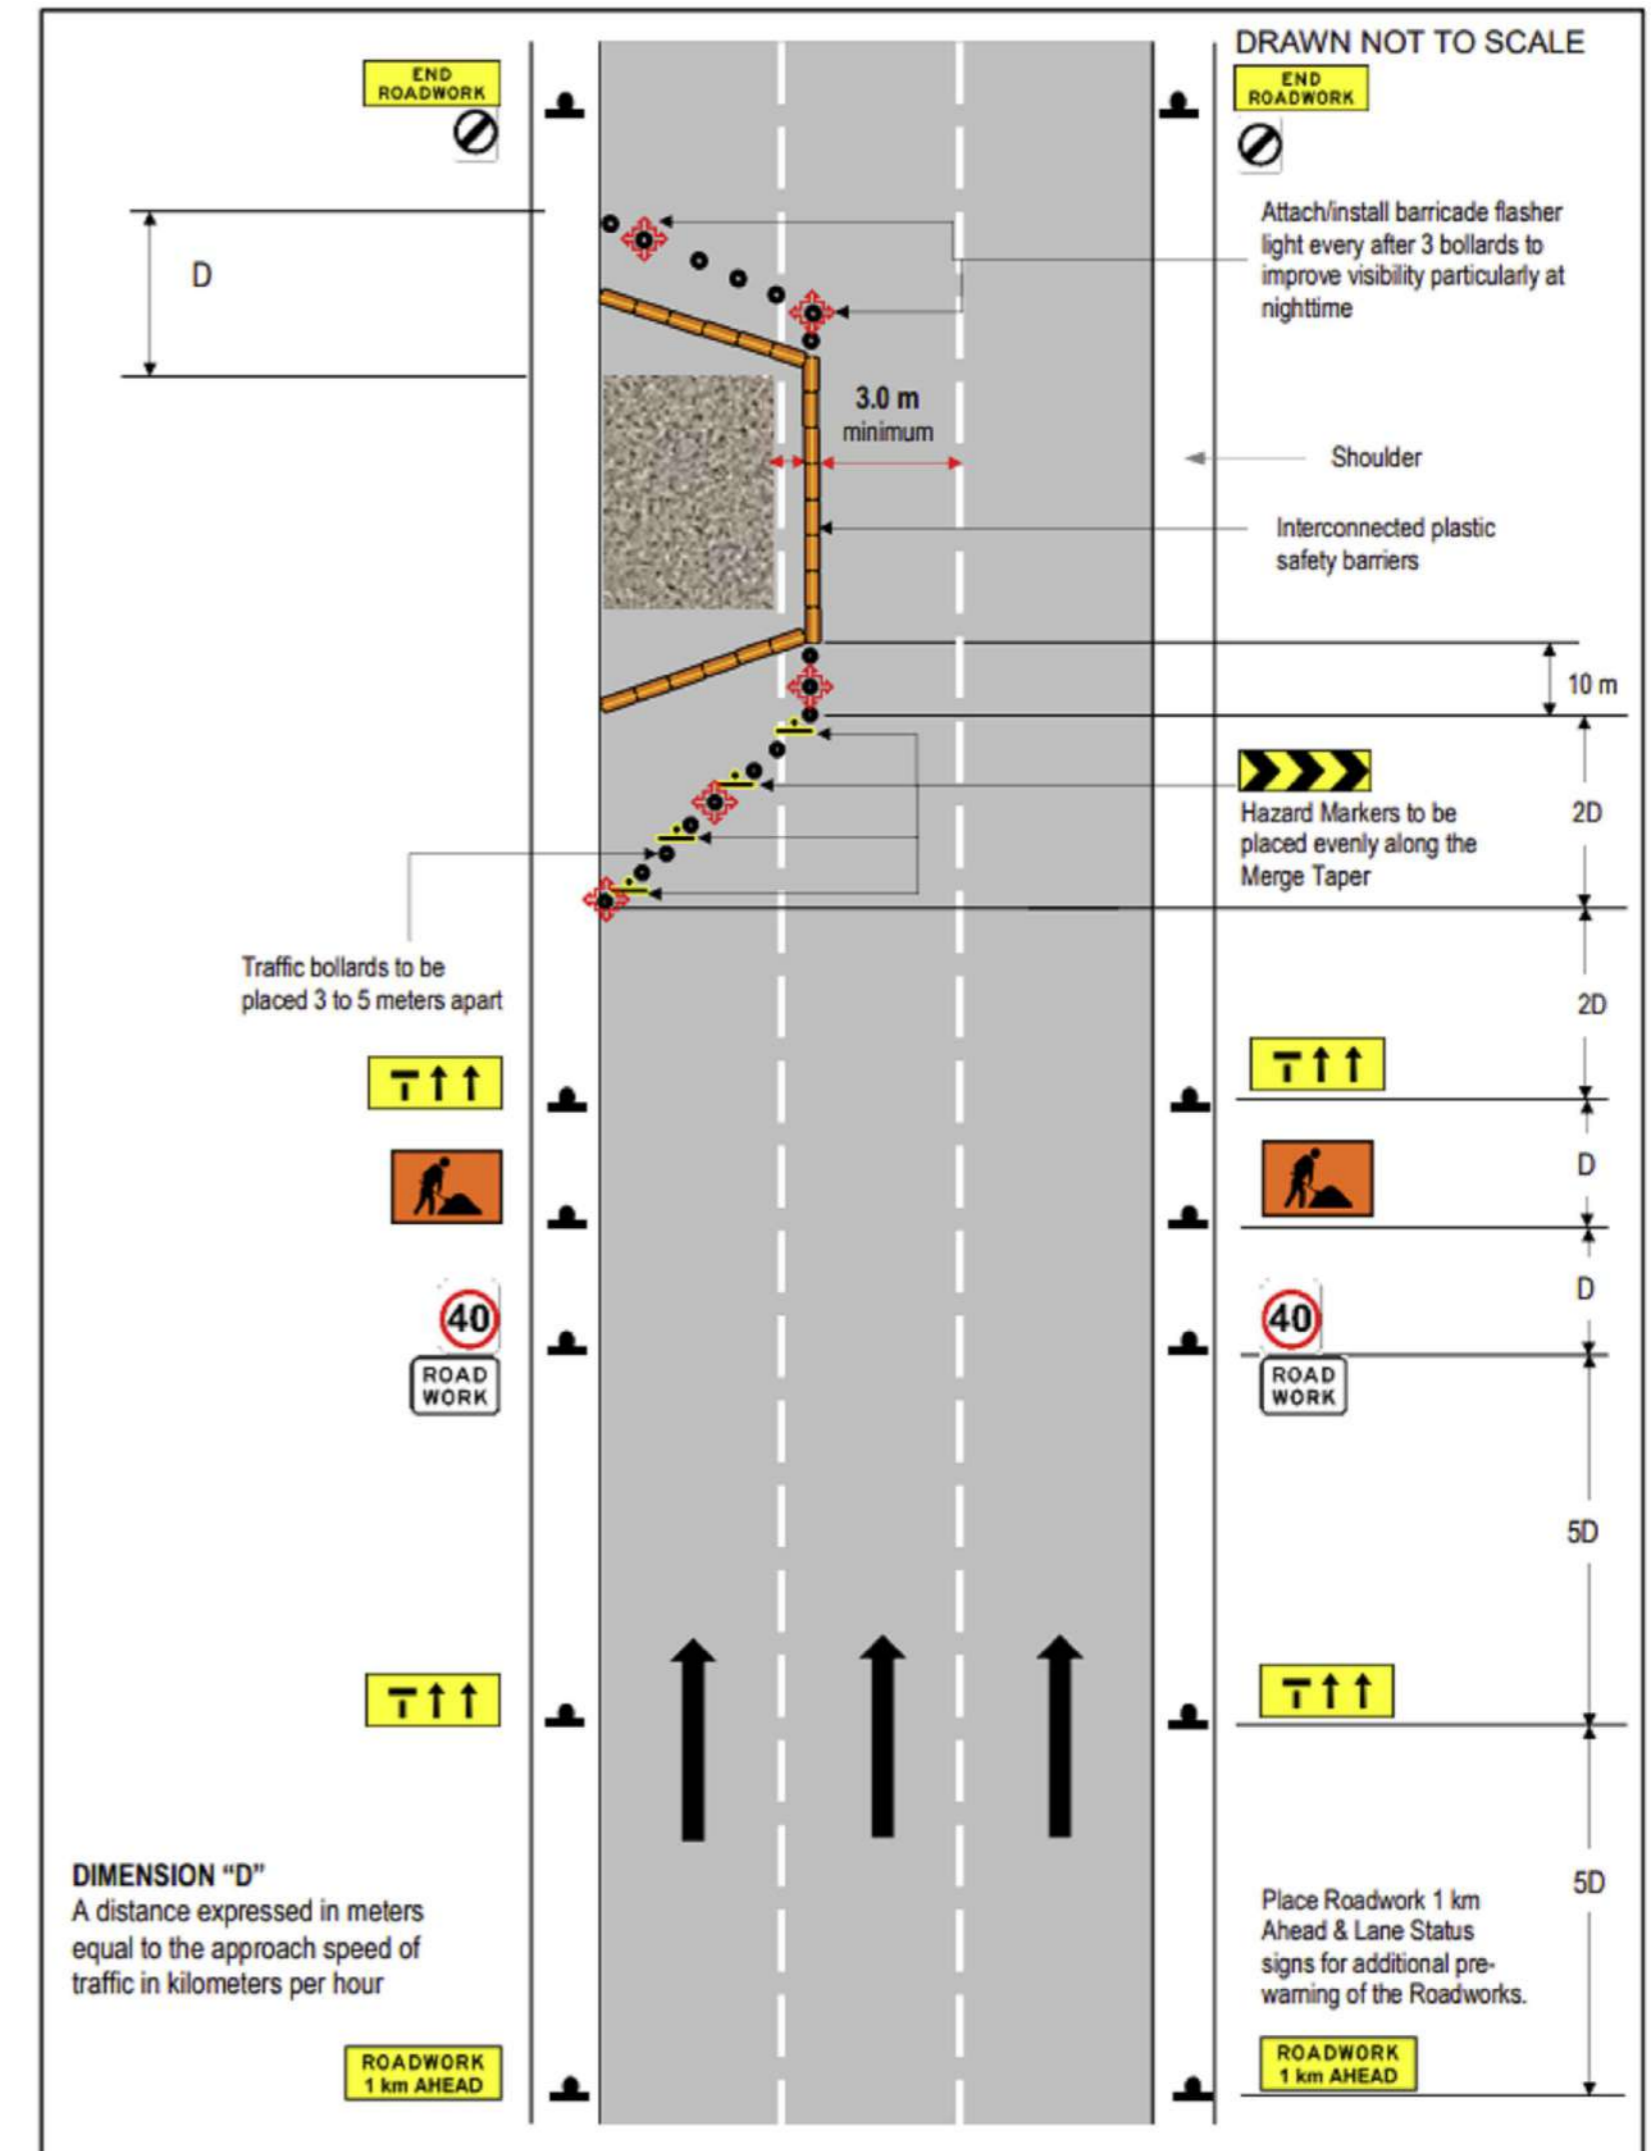 DRAWN NOT TO SCALE
END
ROADWORK
END
ROADWORK
Attach/install barricade flasher
light every after 3 bollards to
improve visibility particularly at
nighttime
D
3.0 m
minimum
Shoulder
Interconnected plastic
safety barriers
10 m
Hazard Markers to be
placed evenly along the
Merge Taper
2D
Traffic bollards to be
placed 3 to 5 meters apart
2D
D
D
40
ROAD
WORK
40
ROAD
WORK
5D
DIMENSION “D”
A distance expressed in meters
equal to the approach speed of
traffic in kilometers per hour
5D
Place Roadwork 1 km
Ahead & Lane Status
signs for additional pre-
warning of the Roadworks.
ROADWORK
1 km AHEAD
ROADWORK
1 km AHEAD